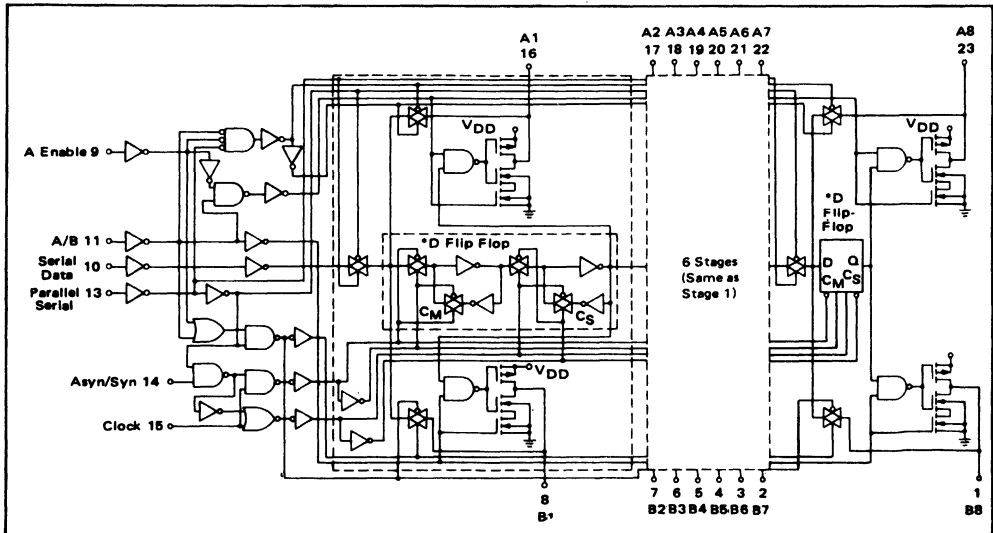 A1
16
A2 A3 A4 A5 A6 A7
17 18 19 20 21 22
A8
23
VDD
VDD
A Enable 9
*D
Flip-
Flop
A/B 11
*D Flip Flop
Serial 10
Data
6 Stages
(Same as
Stage 1)
D Q
CM CS
Parallel 13
Serial
CM
CS
Asyn/Syn 14
VDD
Clock 15
8
B1
7 6 5 4 3 2
B2 B3 B4 B5 B6 B7
1
B8